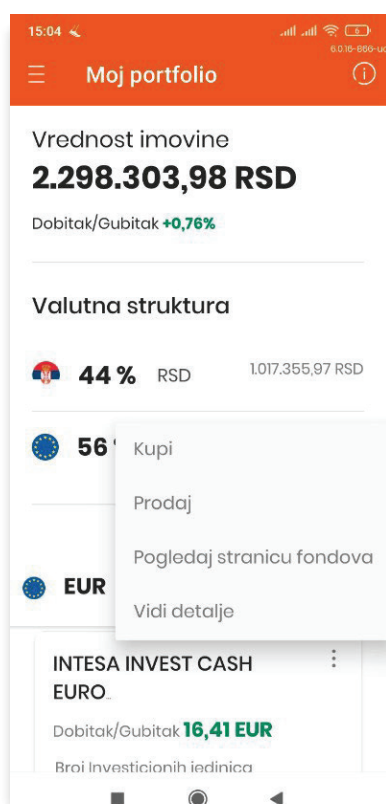 15:04
6.0.16-866-uc
Moj portfolio
Vrednost imovine
2.298.303,98 RSD
Dobitak/Gubitak +0,76%
Valutna struktura
44 % RSD 1.017.355,97 RSD
56
Kupi
Prodaj
Pogledaj stranicu fondova
EUR
Vidi detalje
INTESA INVEST CASH
EURO..
Dobitak/Gubitak 16,41 EUR
Broj Investicionih jedinica